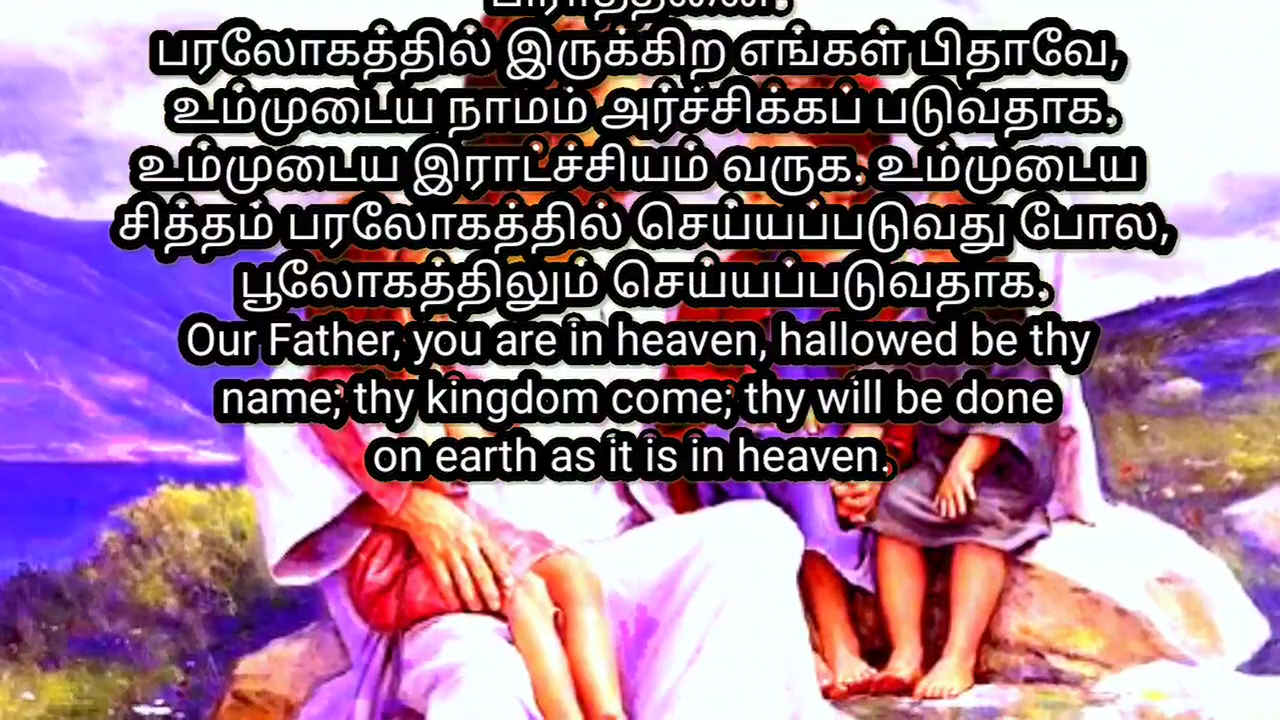 பரலோகத்தில் இருக்கிற எங்கள் பிதாவே,
உம்முடைய நாமம் அர்ச்சிக்கப் படுவதாக.
உம்முடைய இராட்ச்சியம் வருக. உம்முடைய
சித்தம் பரலோகத்தில் செய்யப்படுவது போல,
பூலோகத்திலும் செய்யப்படுவதாக.
Our Father, you are in heaven, hallowed be thy
name; thy kingdom come; thy will be done
on earth as it is in heaven.